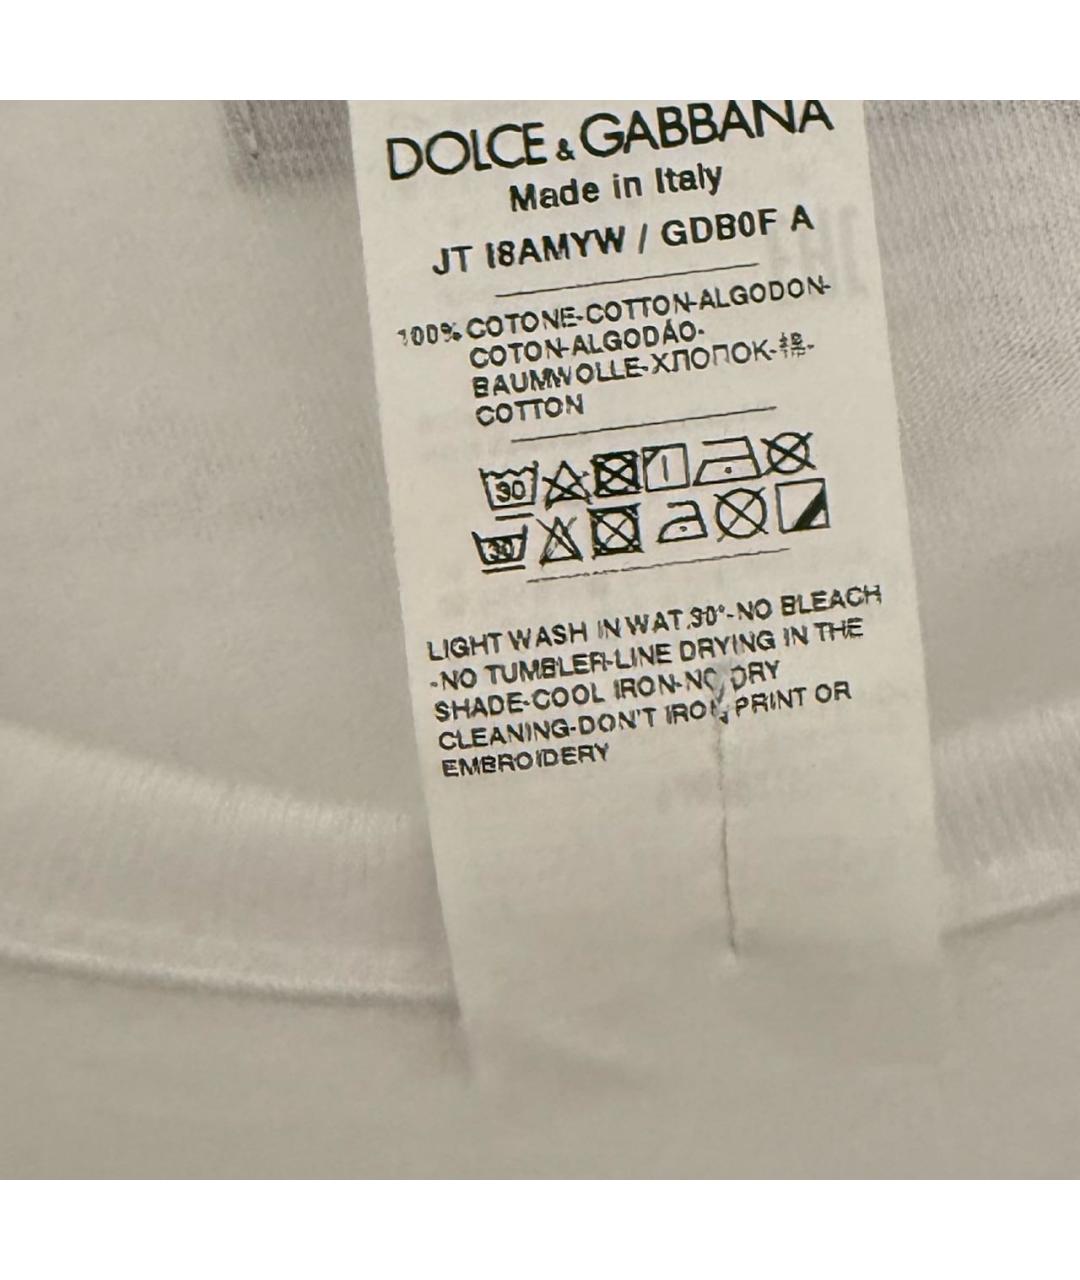 DOLCE & GABBANA
Made in Italy
JT I8AMYW / GDB0F A
100% COTONE-COTTON-ALGODON-
COTON-ALGODÃO-
BAUMWOLLE-ХЛОПОК-綿-
COTTON
30
30
LIGHT WASH IN WAT.30°-NO BLEACH
-NO TUMBLER-LINE DRYING IN THE
SHADE-COOL IRON-NO DRY
CLEANING-DON'T IRON PRINT OR
EMBROIDERY